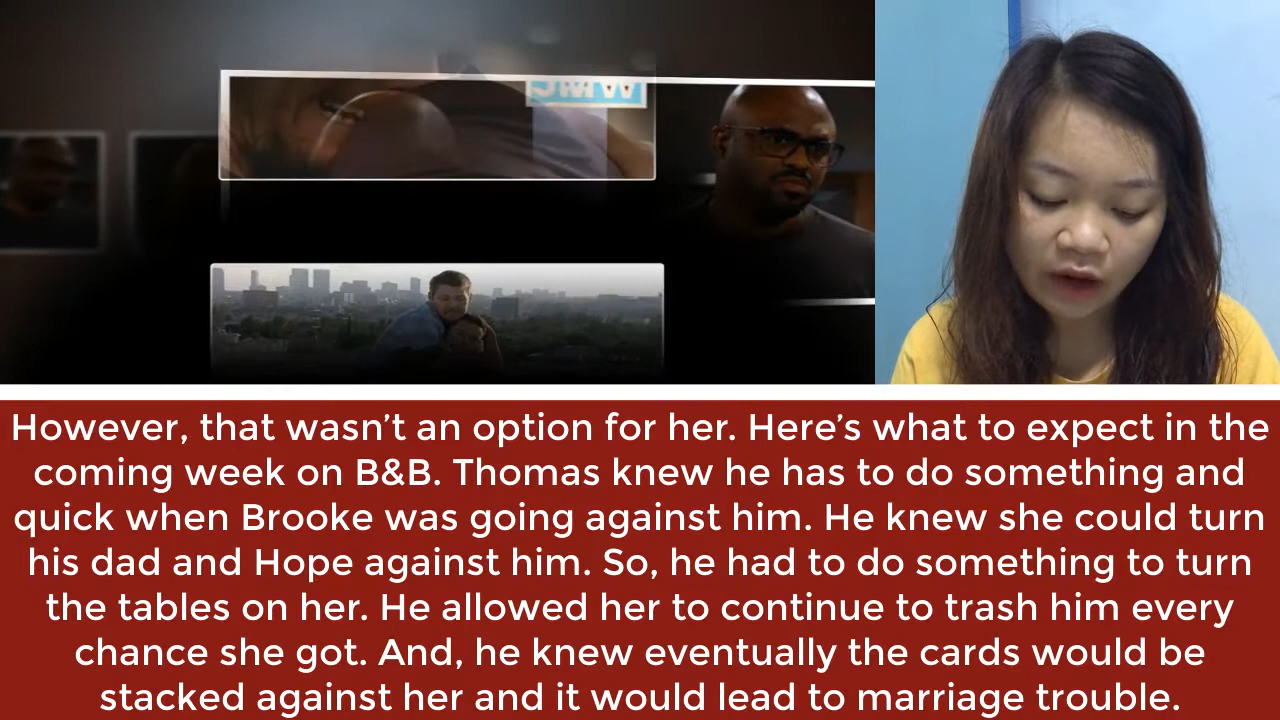 JMW
However, that wasn’t an option for her. Here’s what to expect in the
coming week on B&B. Thomas knew he has to do something and
quick when Brooke was going against him. He knew she could turn
his dad and Hope against him. So, he had to do something to turn
the tables on her. He allowed her to continue to trash him every
chance she got. And, he knew eventually the cards would be
stacked against her and it would lead to marriage trouble.